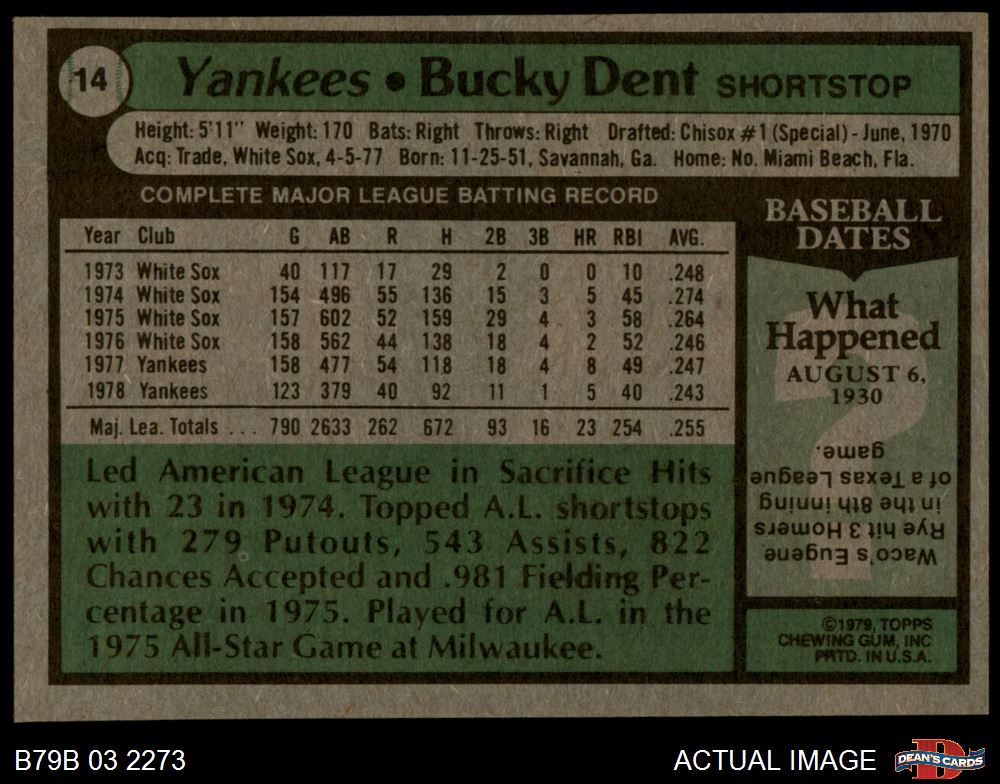 14
Yankees • Bucky Dent SHORTSTOP
Height: 5'11" Weight: 170 Bats: Right Throws: Right Drafted: Chisox #1 (Special) - June, 1970
Acq: Trade, White Sox, 4-5-77 Born: 11-25-51, Savannah, Ga. Home: No. Miami Beach, Fla.
COMPLETE MAJOR LEAGUE BATTING RECORD
Year Club G AB R H 2B 3B HR RBI AVG.
1973 White Sox 40 117 17 29 2 0 0 10 .248
1974 White Sox 154 496 55 136 15 3 5 45 .274
1975 White Sox 157 602 52 159 29 4 3 58 .264
1976 White Sox 158 562 44 138 18 4 2 52 .246
1977 Yankees 158 477 54 118 18 4 8 49 .247
1978 Yankees 123 379 40 92 11 1 5 40 .243
Maj. Lea. Totals . . . 790 2633 262 672 93 16 23 254 .255
Led American League in Sacrifice Hits
with 23 in 1974. Topped A.L. shortstops
with 279 Putouts, 543 Assists, 822
Chances Accepted and .981 Fielding Per-
centage in 1975. Played for A.L. in the
1975 All-Star Game at Milwaukee.
BASEBALL
DATES
What
Happened
AUGUST 6,
1930
?
Waco's Eugene
Rye hit 3 Homers
in the 8th inning
of a Texas League
game.
©1979, TOPPS
CHEWING GUM, INC
PRTD. IN U.S.A.
B79B 03 2273
ACTUAL IMAGE
D
DEAN'S CARDS